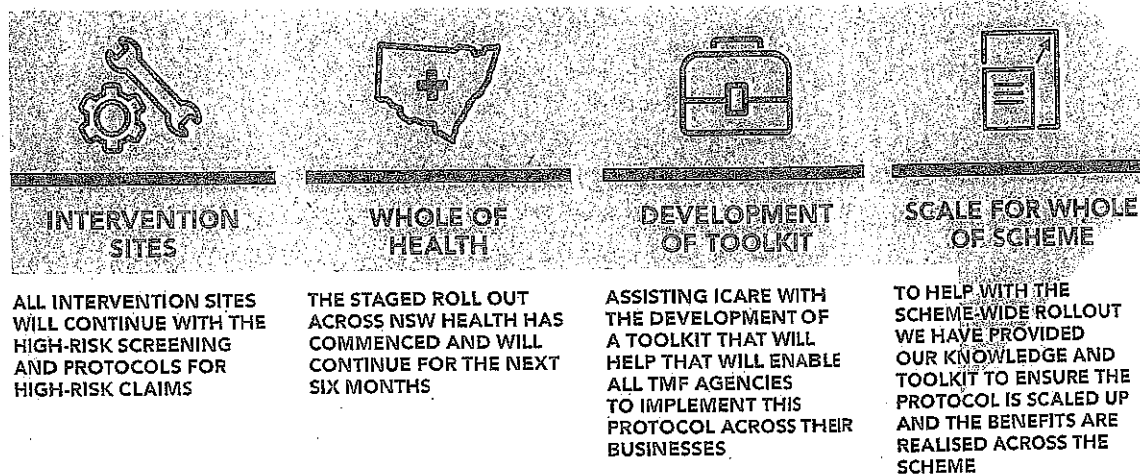 INTERVENTION
SITES
ALL INTERVENTION SITES
WILL CONTINUE WITH THE
HIGH-RISK SCREENING
AND PROTOCOLS FOR
HIGH-RISK CLAIMS
WHOLE OF
HEALTH
THE STAGED ROLL OUT
ACROSS NSW HEALTH HAS
COMMENCED AND WILL
CONTINUE FOR THE NEXT
SIX MONTHS
DEVELOPMENT
OF TOOLKIT
ASSISTING ICARE WITH
THE DEVELOPMENT OF
A TOOLKIT THAT WILL
HELP THAT WILL ENABLE
ALL TMF AGENCIES
TO IMPLEMENT THIS
PROTOCOL ACROSS THEIR
BUSINESSES
SCALE FOR WHOLE
OF SCHEME
TO HELP WITH THE
SCHEME-WIDE ROLLOUT
WE HAVE PROVIDED
OUR KNOWLEDGE AND
TOOLKIT TO ENSURE THE
PROTOCOL IS SCALED UP
AND THE BENEFITS ARE
REALISED ACROSS THE
SCHEME